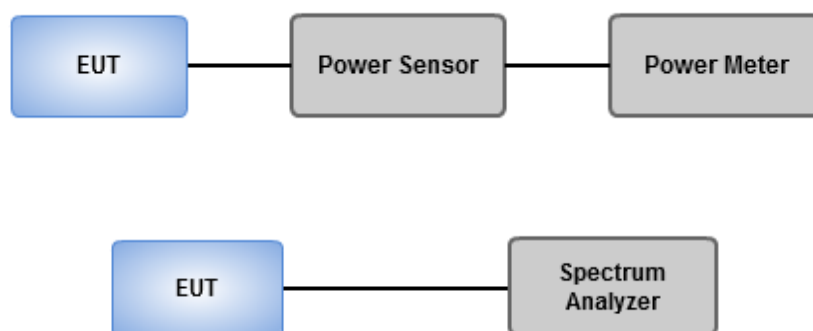 EUT
Power Sensor
Power Meter
EUT
Spectrum
Analyzer